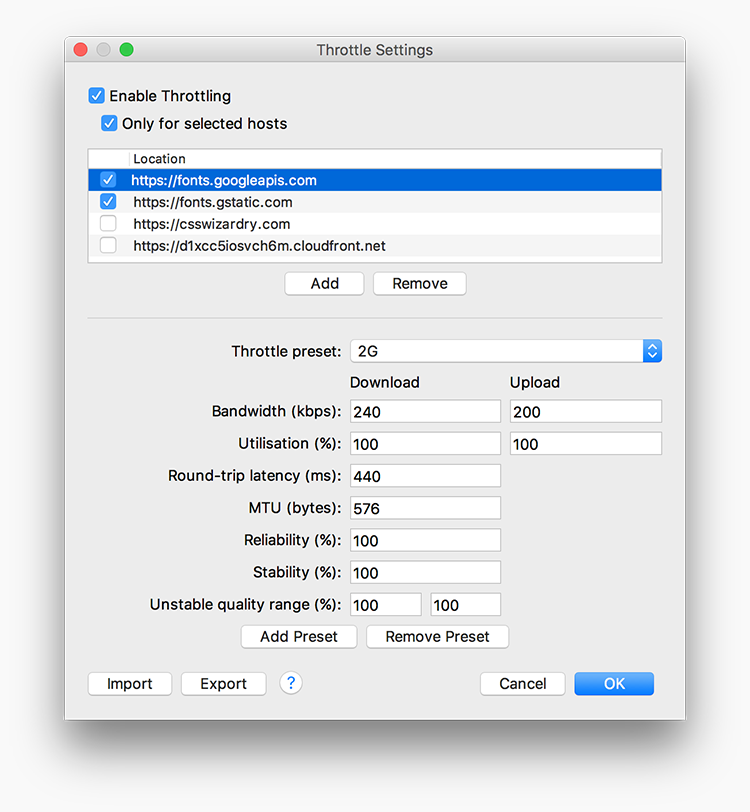 Throttle Settings
Enable Throttling
Only for selected hosts
Location
https://fonts.googleapis.com
https://fonts.gstatic.com
https://csswizardry.com
https://d1xcc5iosvch6m.cloudfront.net
Add Remove
Throttle preset: 2G
Download Upload
Bandwidth (kbps): 240 200
Utilisation (%): 100 100
Round-trip latency (ms): 440
MTU (bytes): 576
Reliability (%): 100
Stability (%): 100
Unstable quality range (%): 100 100
Add Preset Remove Preset
Import Export ? Cancel OK